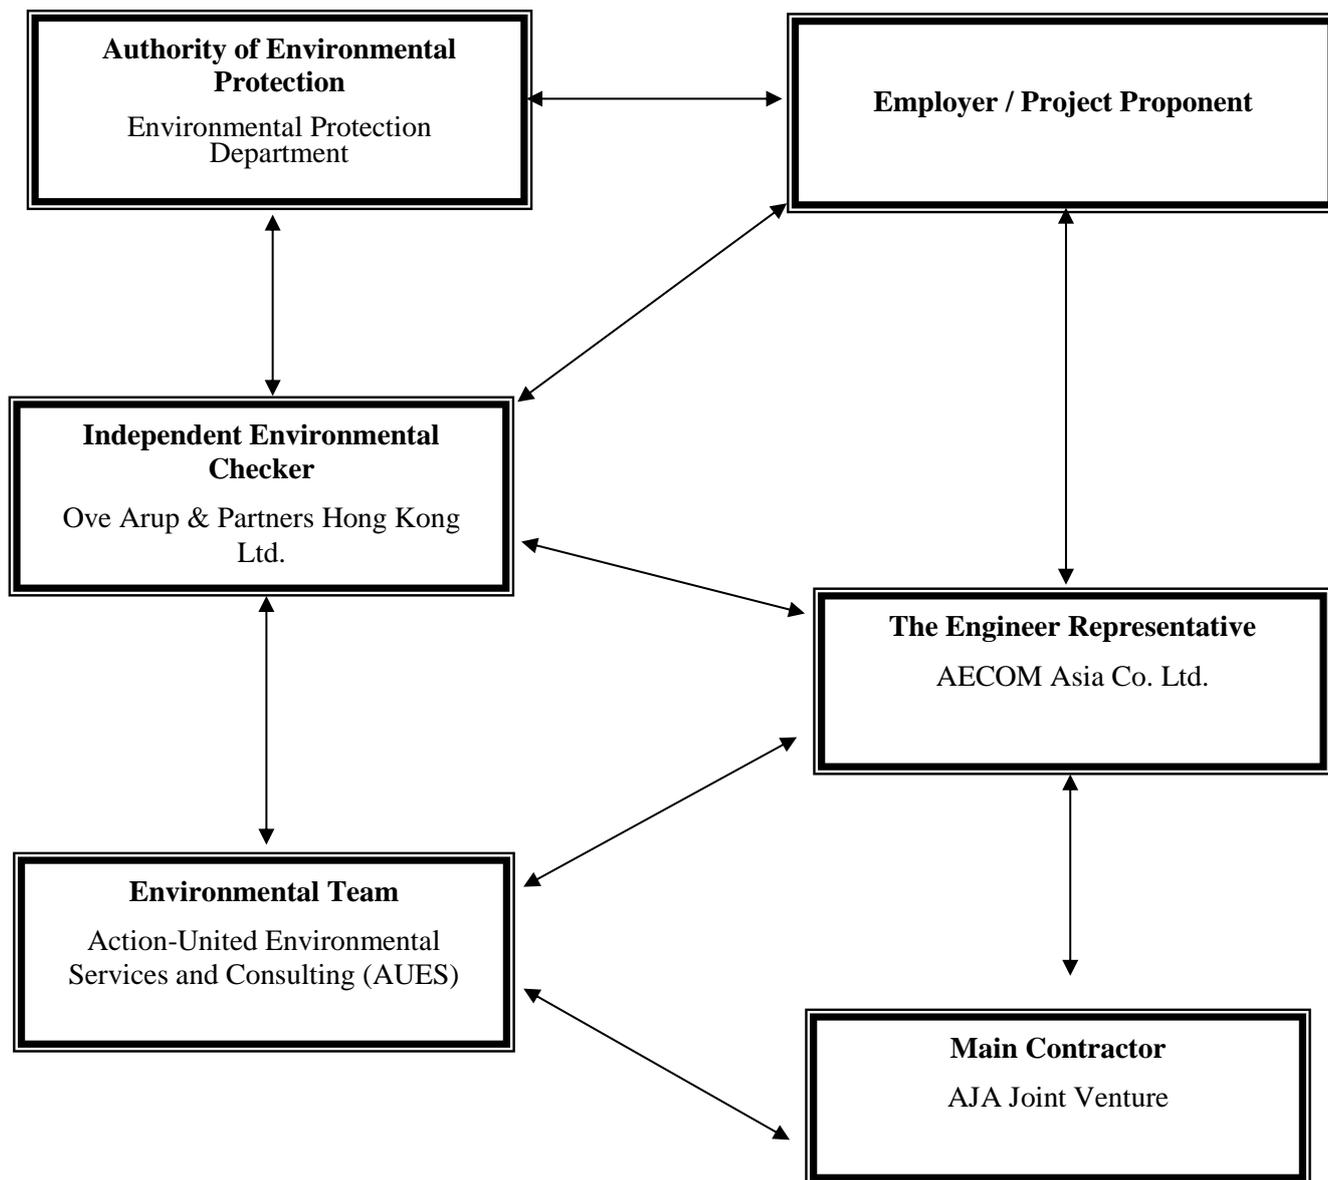 Authority of Environmental
Protection
Environmental Protection
Department
Employer / Project Proponent
Independent Environmental
Checker
Ove Arup & Partners Hong Kong
Ltd.
The Engineer Representative
AECOM Asia Co. Ltd.
Environmental Team
Action-United Environmental
Services and Consulting (AUES)
Main Contractor
AJA Joint Venture